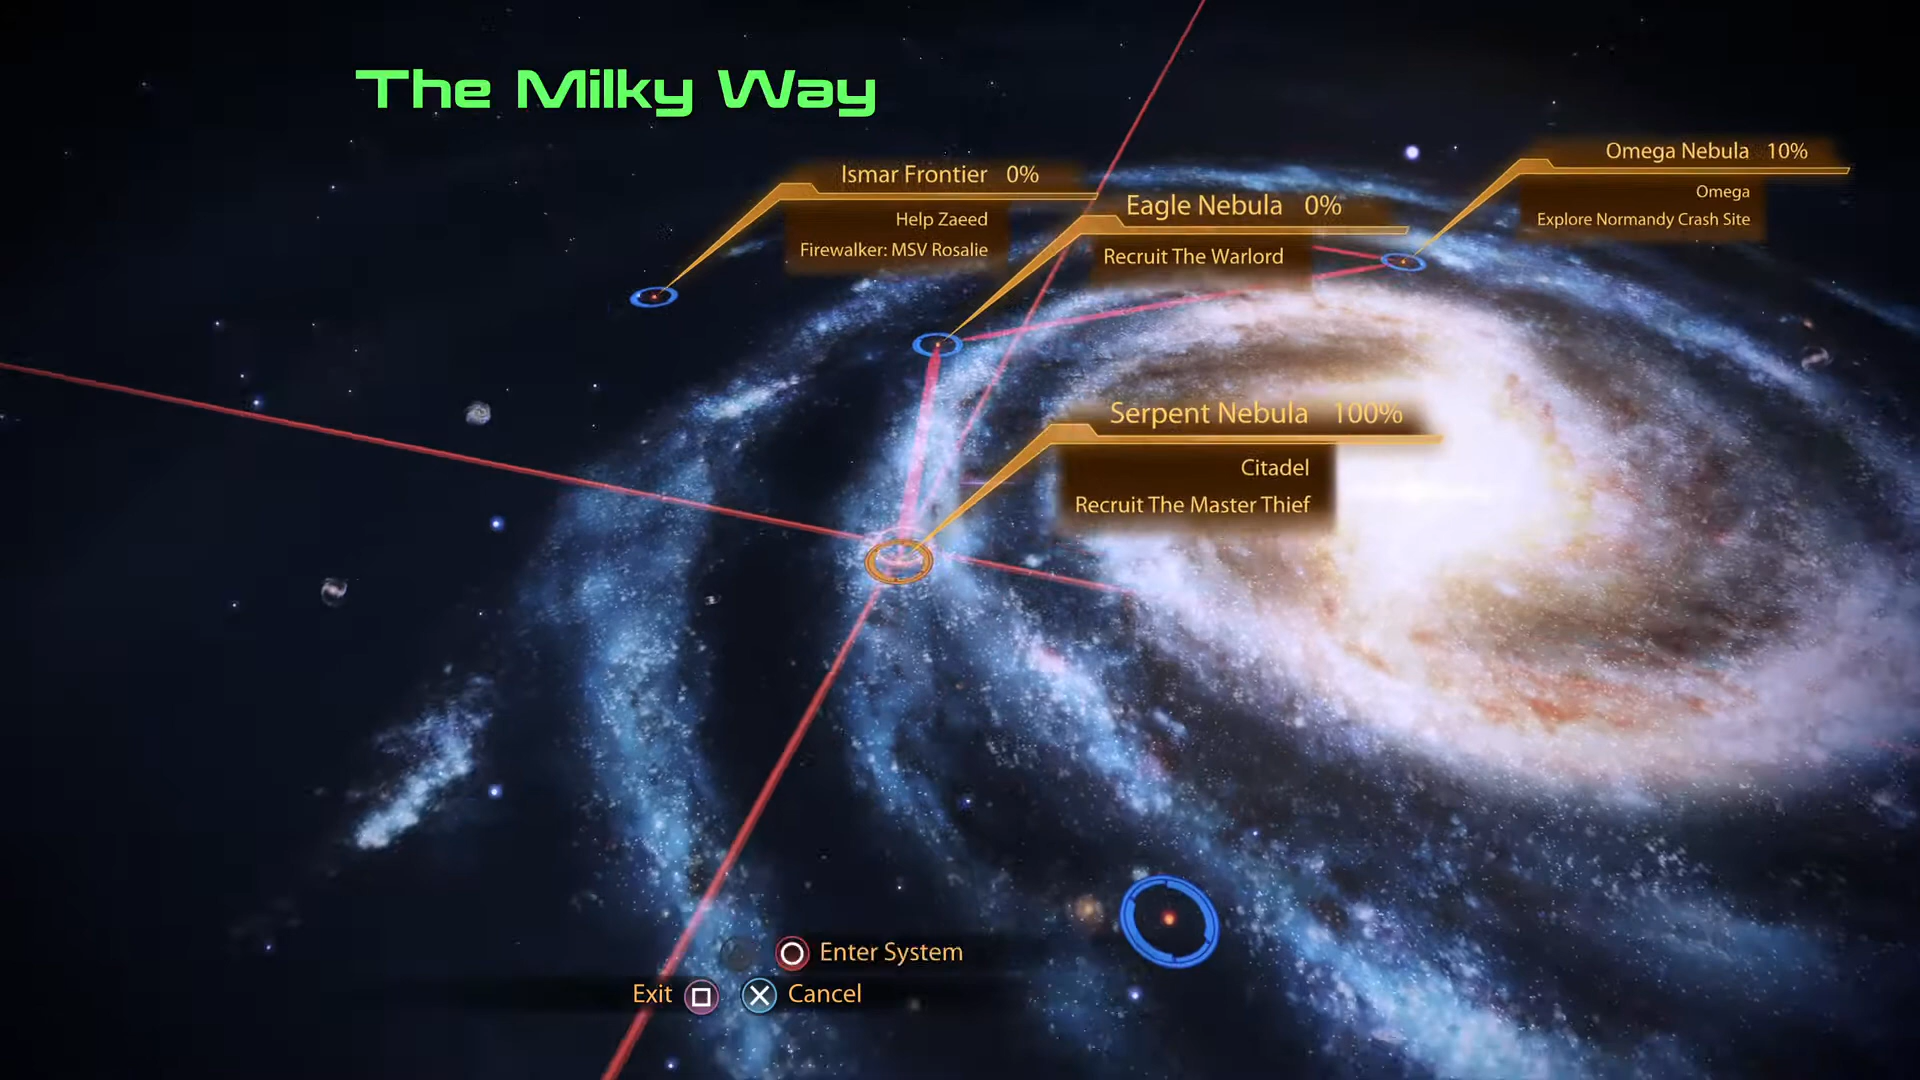 The Milky Way
Ismar Frontier 0%
Help Zaeed
Firewalker: MSV Rosalie
Eagle Nebula 0%
Recruit The Warlord
Omega Nebula 10%
Omega
Explore Normandy Crash Site
Serpent Nebula 100%
Citadel
Recruit The Master Thief
Enter System
Exit Cancel